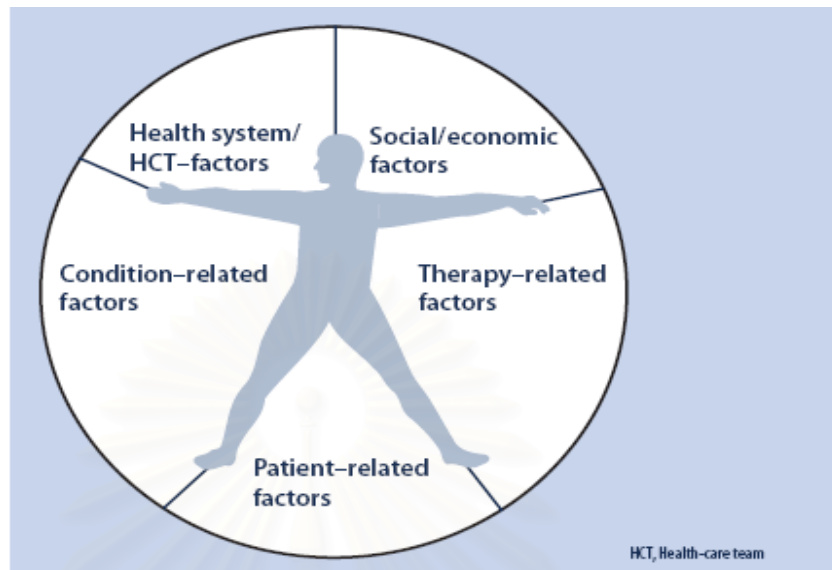 Health system/
HCT–factors
Social/economic
factors
Condition–related
factors
Therapy–related
factors
Patient–related
factors
HCT, Health–care team